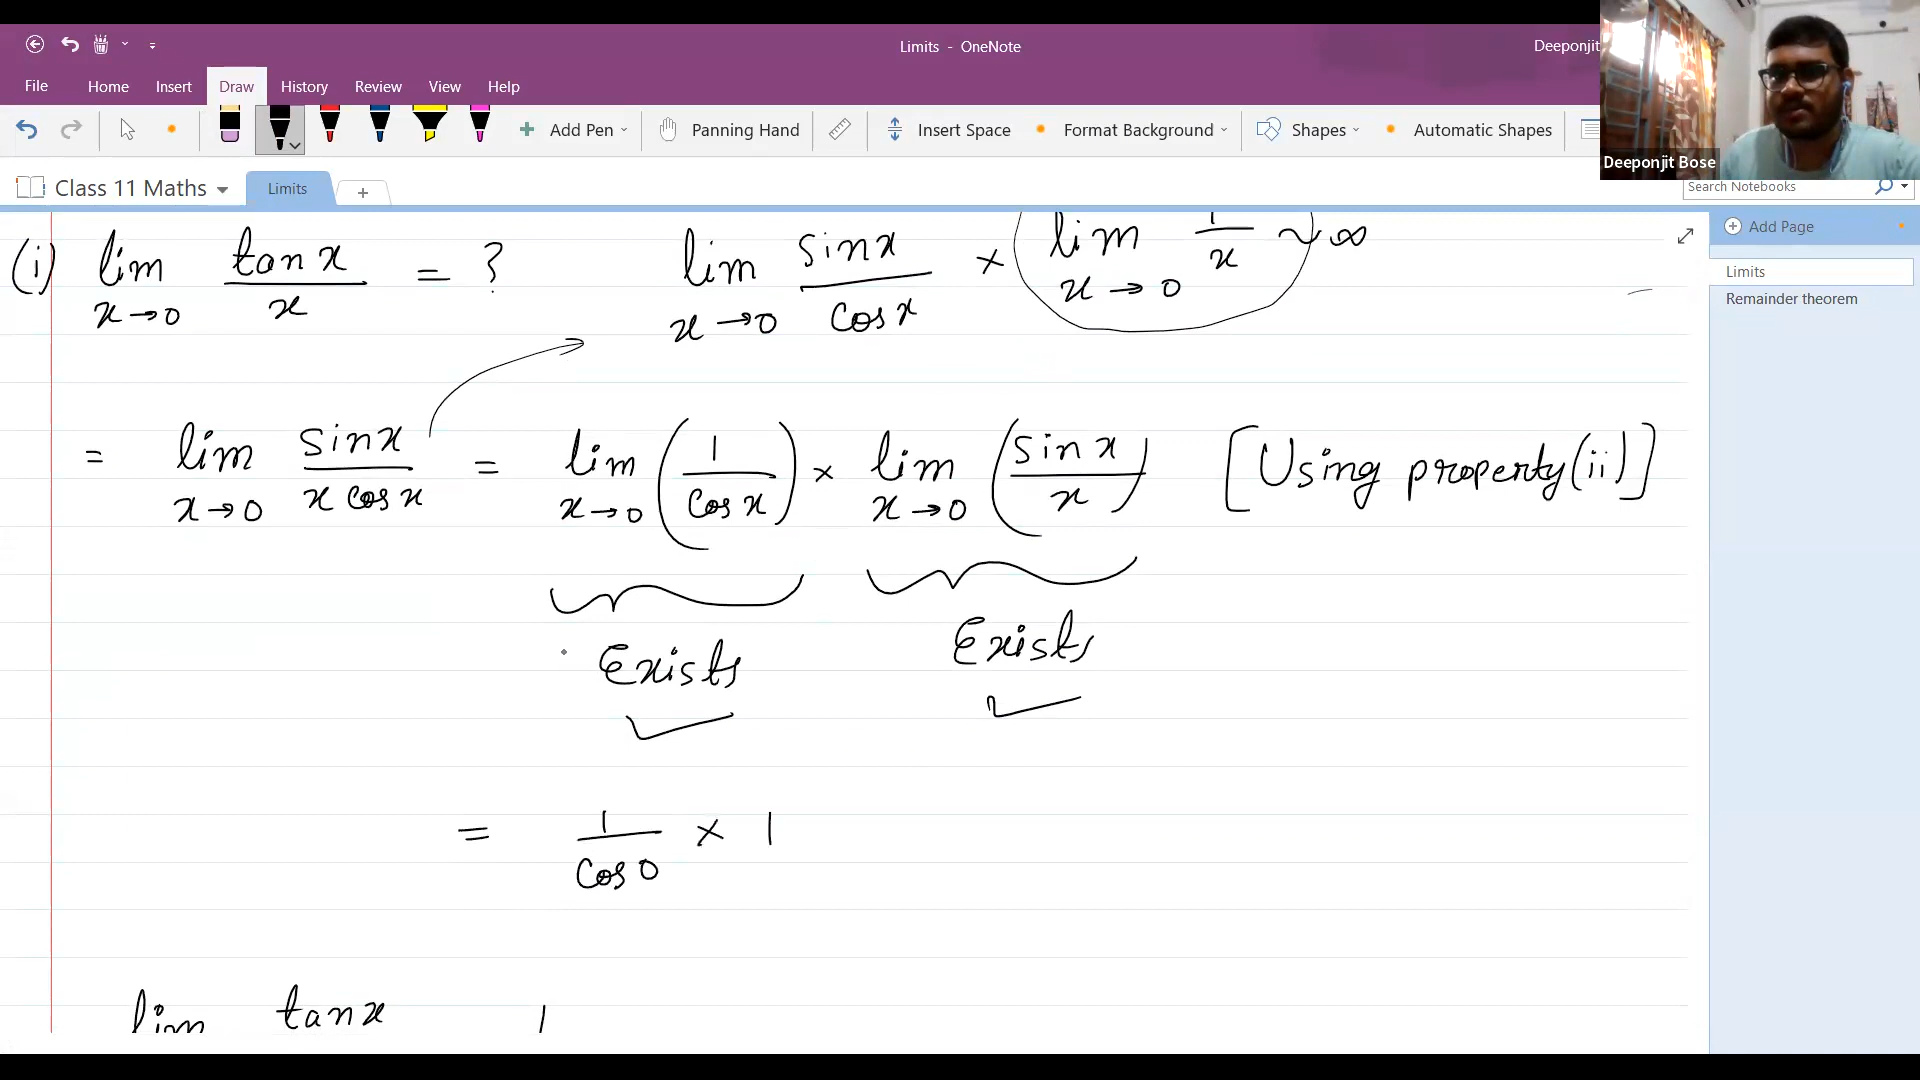 Limits - OneNote
Deeponjit
File Home Insert Draw History Review View Help
Add Pen Panning Hand Insert Space Format Background Shapes Automatic Shapes
Deeponjit Bose
Class 11 Maths Limits +
Search Notebooks
Add Page
Limits
Remainder theorem
(i) lim x→0 tan x / x = ? lim x→0 sin x / cos x × lim x→0 1/x ~ ∞
= lim x→0 sin x / x cos x = lim x→0 (1 / cos x) × lim x→0 (sin x / x) [Using property (ii)]
Exists Exists
= 1 / cos 0 × 1
lim tan x 1